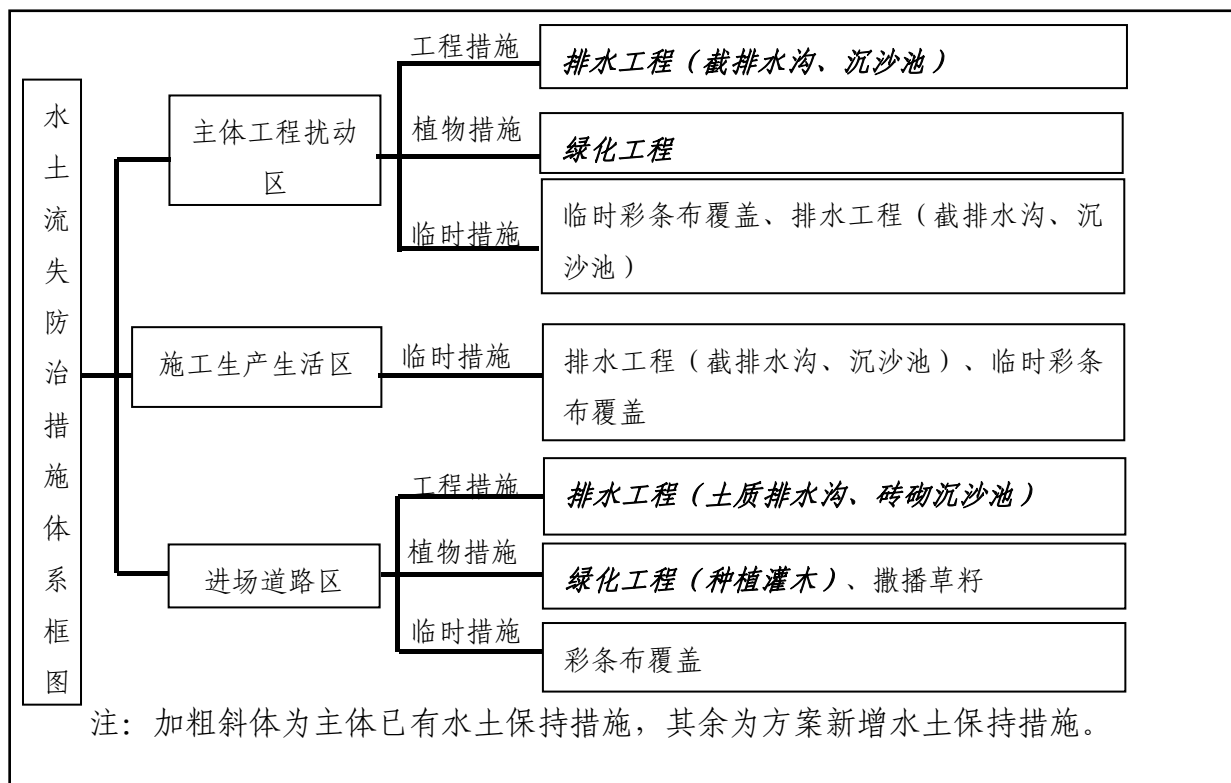 水土流失防治措施体系框图
主体工程扰动
区
工程措施
排水工程（截排水沟、沉沙池）
植物措施
绿化工程
临时措施
临时彩条布覆盖、排水工程（截排水沟、沉
沙池）
施工生产生活区
临时措施
排水工程（截排水沟、沉沙池）、临时彩条
布覆盖
进场道路区
工程措施
排水工程（土质排水沟、砖砌沉沙池）
植物措施
绿化工程（种植灌木）、撒播草籽
临时措施
彩条布覆盖
注：加粗斜体为主体已有水土保持措施，其余为方案新增水土保持措施。